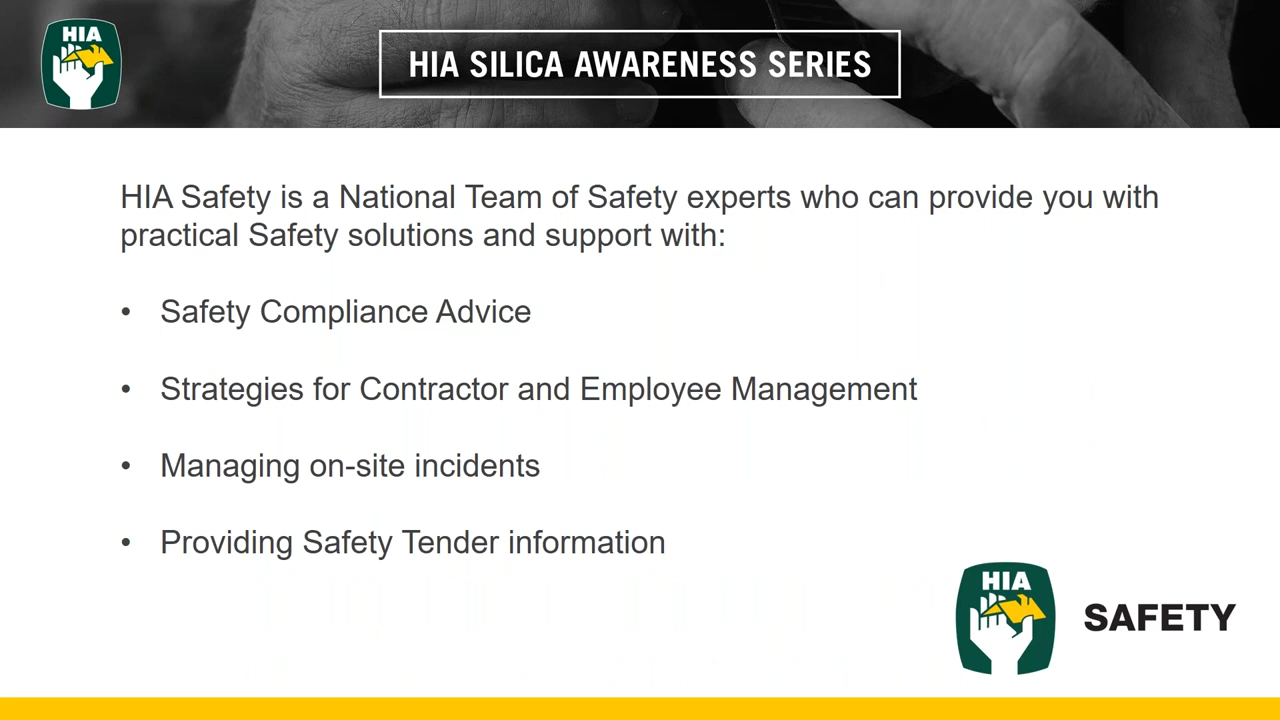 HIA
HIA SILICA AWARENESS SERIES
HIA Safety is a National Team of Safety experts who can provide you with
practical Safety solutions and support with:
• Safety Compliance Advice
• Strategies for Contractor and Employee Management
• Managing on-site incidents
• Providing Safety Tender information
HIA
SAFETY